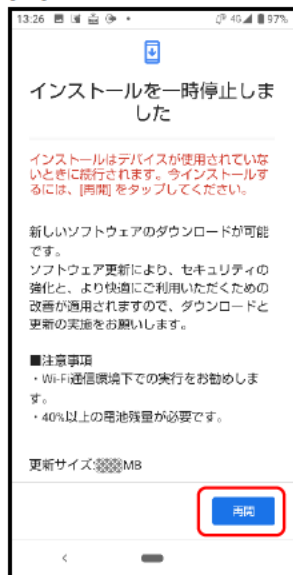 13:26 4G 97%
インストールを一時停止しま
した
インストールはデバイスが使用されていな
いときに続行されます。今インストールす
るには、[再開] をタップしてください。
新しいソフトウェアのダウンロードが可能
です。
ソフトウェア更新により、セキュリティの
強化と、より快適にご利用いただくための
改善が適用されますので、ダウンロードと
更新の実施をお願いします。
■注意事項
・Wi-Fi通信環境下での実行をお勧めしま
す。
・40%以上の電池残量が必要です。
更新サイズ:MB
再開